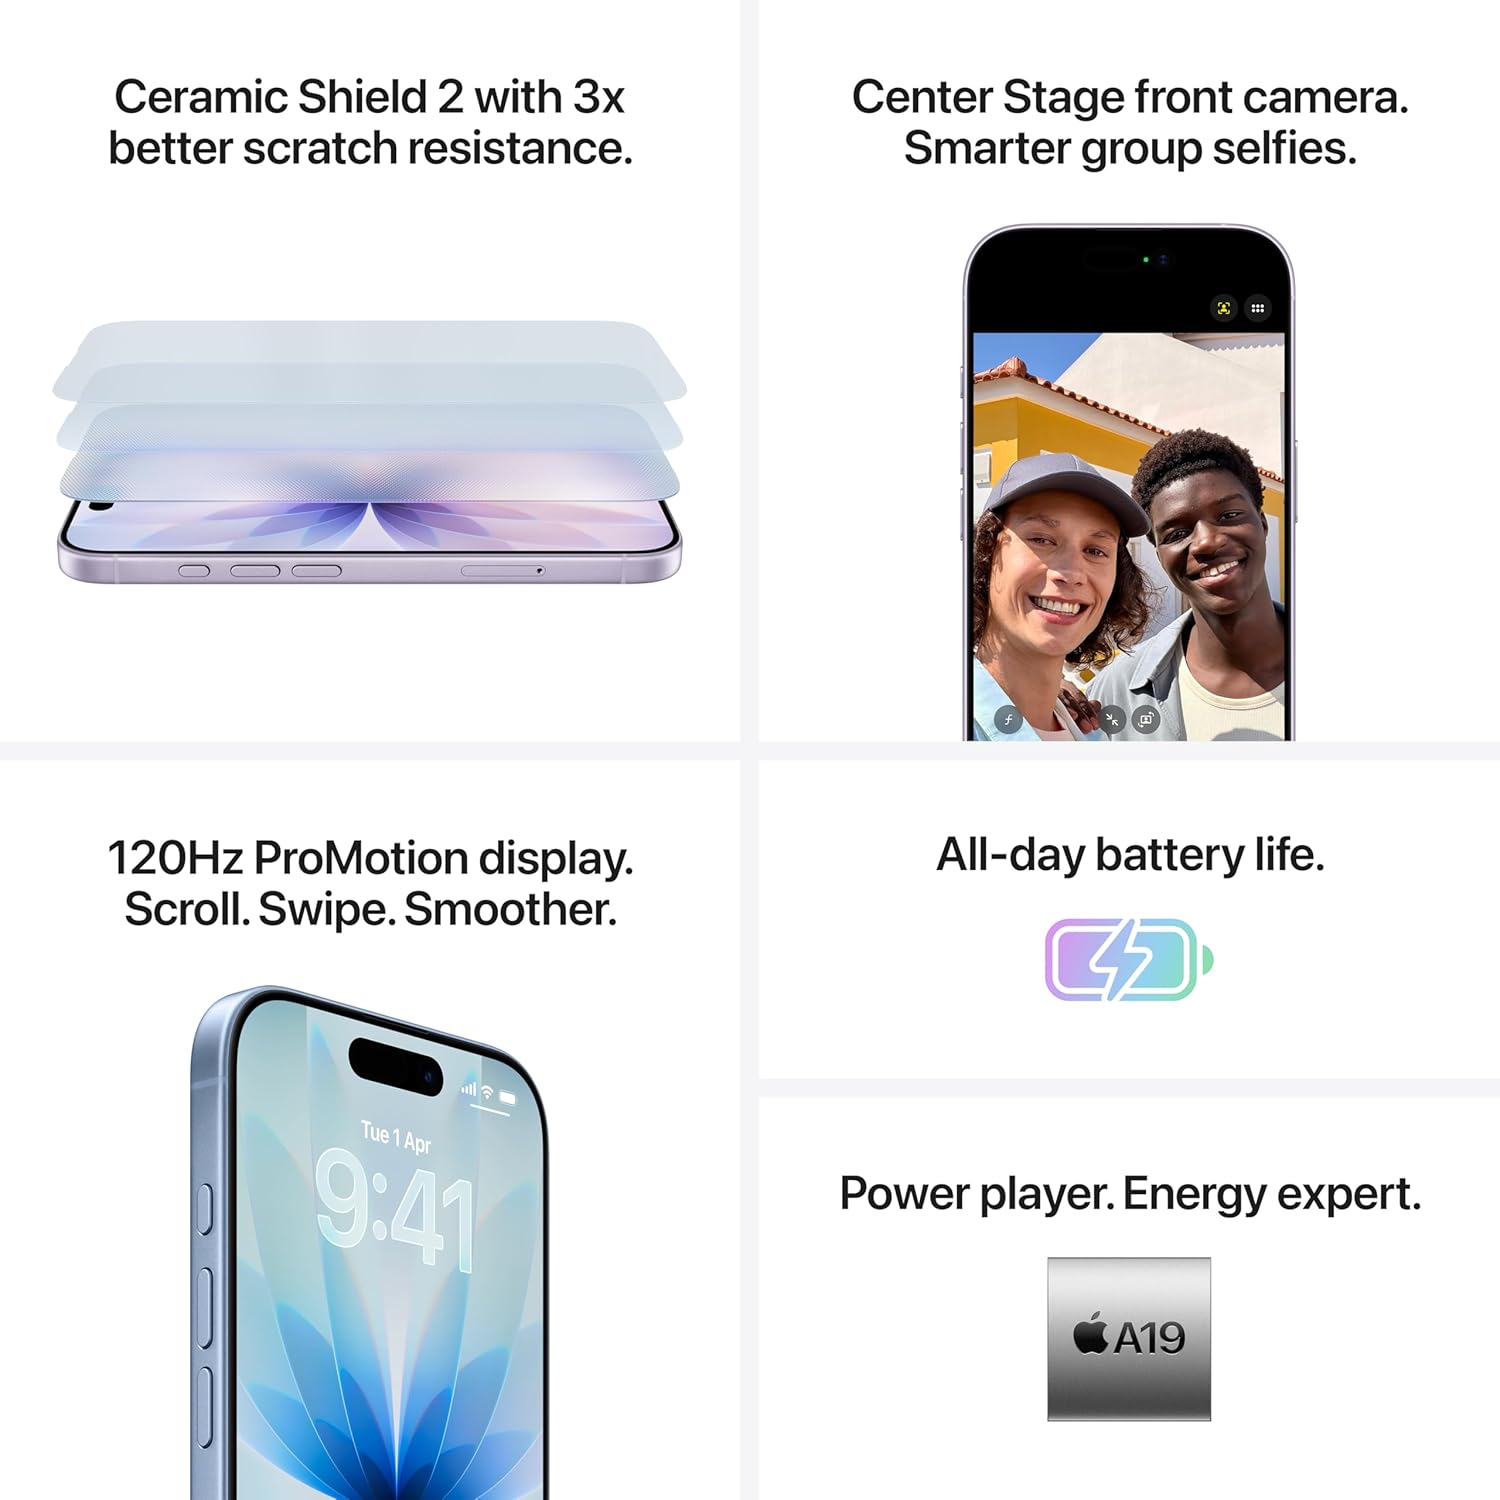 Ceramic Shield 2 with 3x
better scratch resistance.
Center Stage front camera.
Smarter group selfies.
120Hz ProMotion display.
Scroll. Swipe. Smoother.
Tue 1 Apr
9:41
All-day battery life.
Power player. Energy expert.
A19